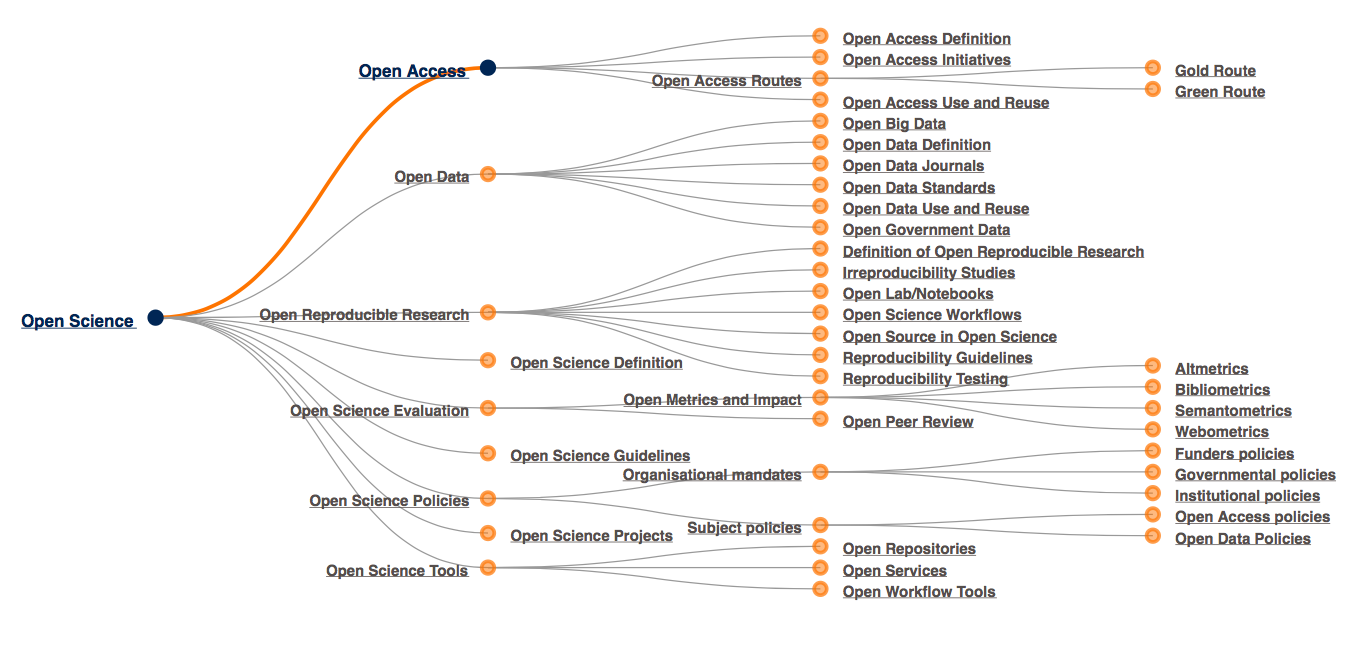 Open Science
Open Access
Open Access Definition
Open Access Initiatives
Open Access Routes
Gold Route
Green Route
Open Access Use and Reuse
Open Data
Open Big Data
Open Data Definition
Open Data Journals
Open Data Standards
Open Data Use and Reuse
Open Government Data
Open Reproducible Research
Definition of Open Reproducible Research
Irreproducibility Studies
Open Lab/Notebooks
Open Science Workflows
Open Source in Open Science
Reproducibility Guidelines
Reproducibility Testing
Open Science Definition
Open Science Evaluation
Open Metrics and Impact
Altmetrics
Bibliometrics
Semantometrics
Webometrics
Open Peer Review
Open Science Guidelines
Open Science Policies
Organisational mandates
Funders policies
Governmental policies
Institutional policies
Subject policies
Open Access policies
Open Data Policies
Open Science Projects
Open Science Tools
Open Repositories
Open Services
Open Workflow Tools